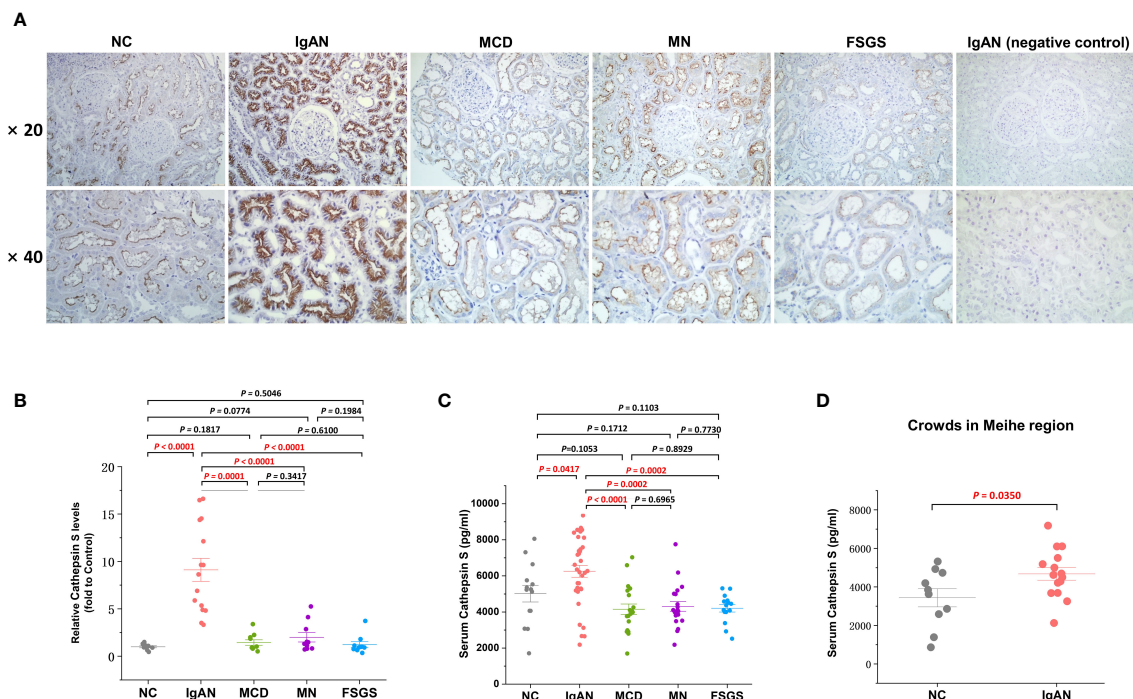 A
NC IgAN MCD MN FSGS IgAN (negative control)
× 20
× 40
B
P = 0.5046
P = 0.0774 P = 0.1984
P = 0.1817 P = 0.6100
P < 0.0001 P < 0.0001
P < 0.0001
P = 0.0001 P = 0.3417
Relative Cathepsin S levels
(fold to Control)
20
15
10
5
0
NC IgAN MCD MN FSGS
C
P = 0.1103
P = 0.1712 P = 0.7730
P=0.1053 P = 0.8929
P = 0.0417 P = 0.0002
P = 0.0002
P < 0.0001 P = 0.6965
Serum Cathepsin S (pg/ml)
10000
8000
6000
4000
2000
0
NC IgAN MCD MN FSGS
D
Crowds in Meihe region
P = 0.0350
Serum Cathepsin S (pg/ml)
8000
6000
4000
2000
0
NC IgAN